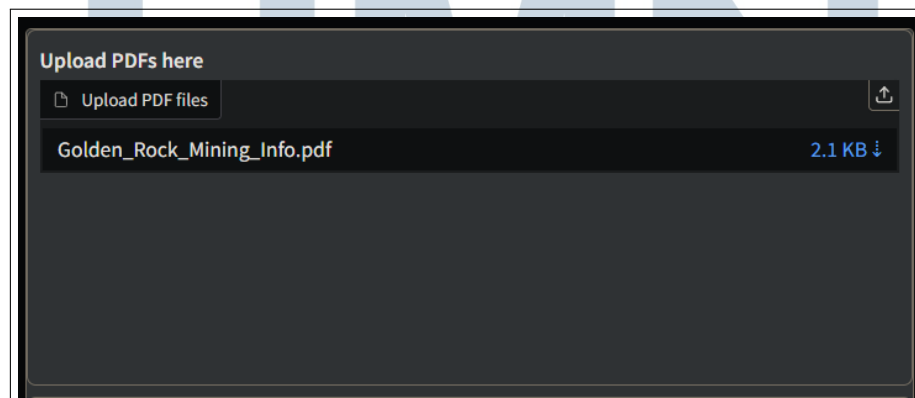 Upload PDFs here
Upload PDF files
Golden_Rock_Mining_Info.pdf 2.1 KB ⇣